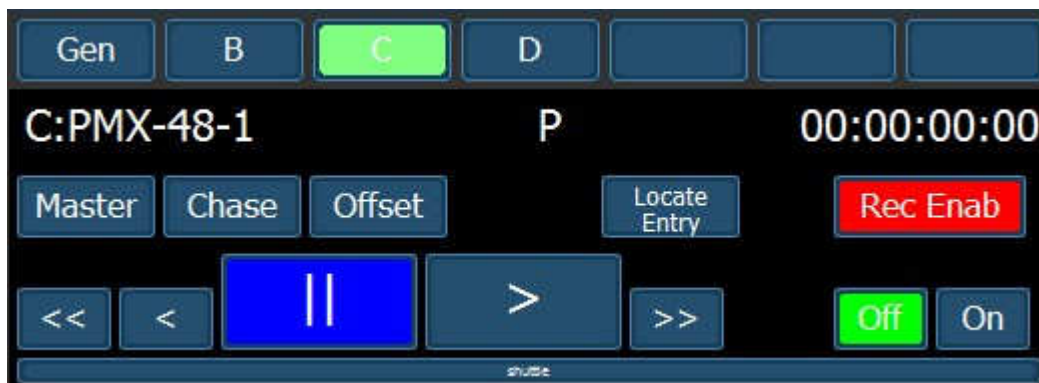 Gen B C D
C:PMX-48-1 P 00:00:00:00
Master Chase Offset Locate Entry Rec Enab
<< < || > >> Off On
shuttle